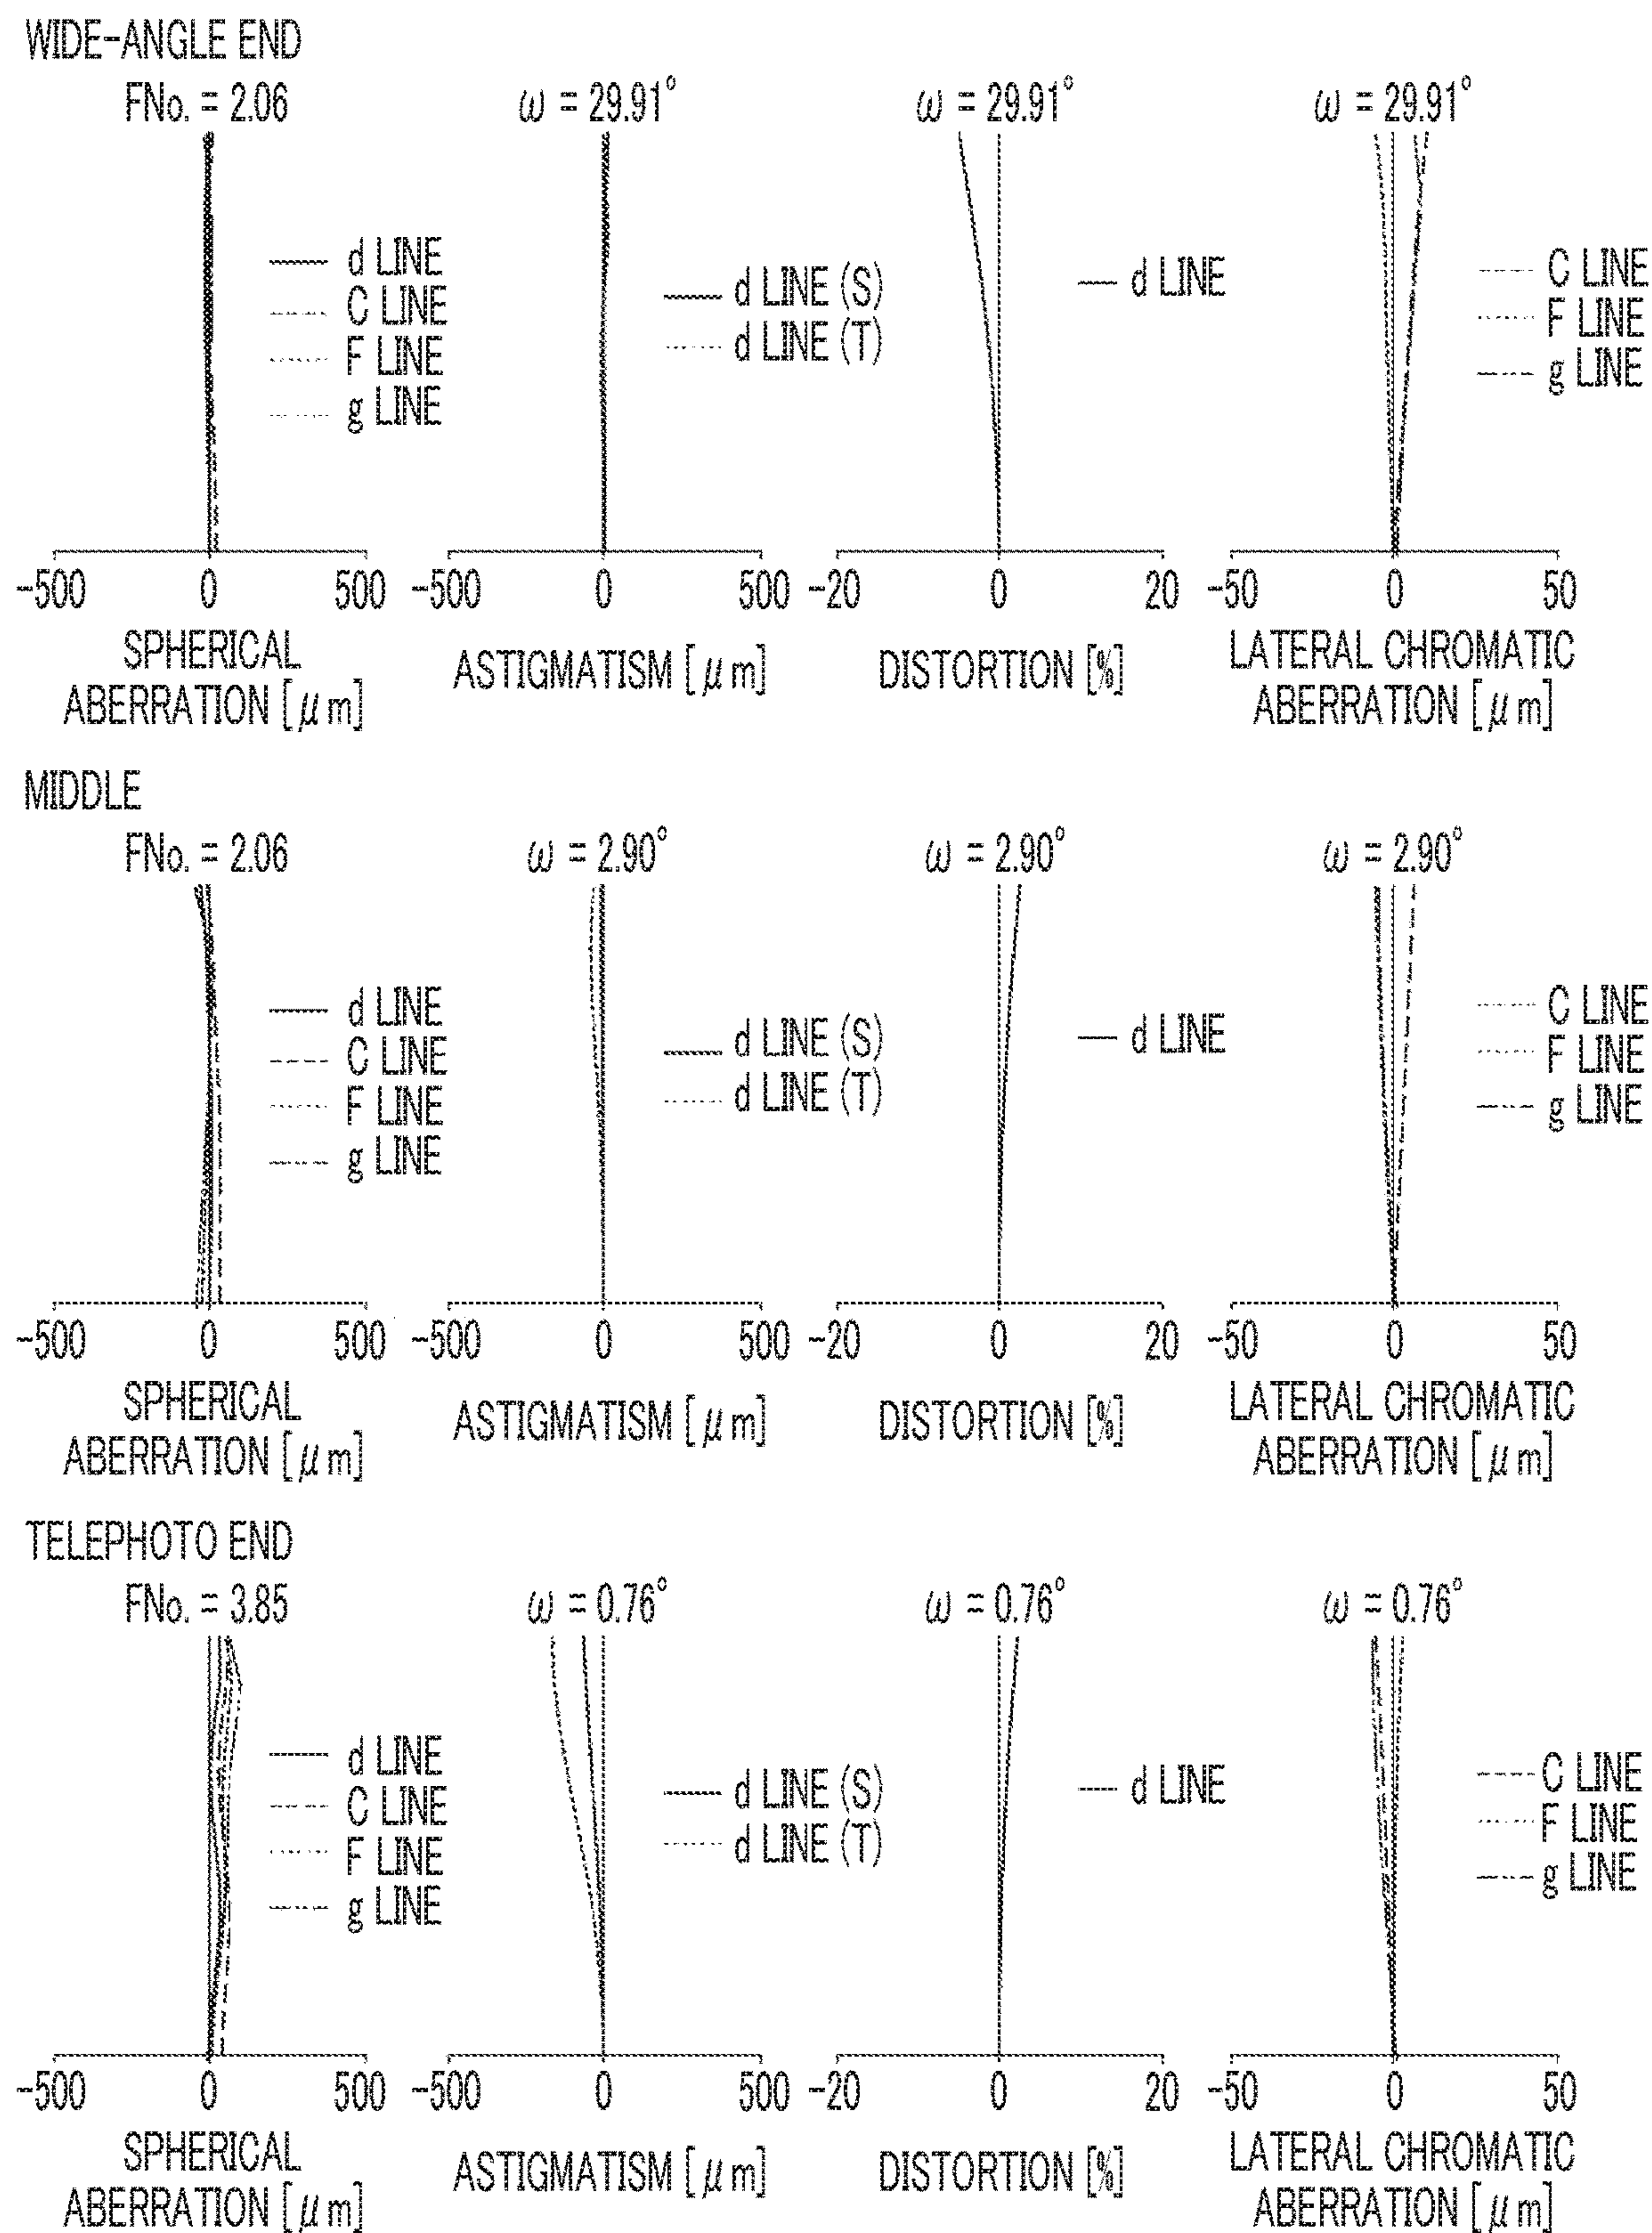 WIDE-ANGLE END
FNo. = 2.06
ω = 29.91°
ω = 29.91°
ω = 29.91°
d LINE
C LINE
F LINE
g LINE
d LINE (S)
d LINE (T)
d LINE
C LINE
F LINE
g LINE
-500 0 500
-500 0 500
-20 0 20
-50 0 50
SPHERICAL
ABERRATION [μm]
ASTIGMATISM [μm]
DISTORTION [%]
LATERAL CHROMATIC
ABERRATION [μm]
MIDDLE
FNo. = 2.06
ω = 2.90°
ω = 2.90°
ω = 2.90°
d LINE
C LINE
F LINE
g LINE
d LINE (S)
d LINE (T)
d LINE
C LINE
F LINE
g LINE
-500 0 500
-500 0 500
-20 0 20
-50 0 50
SPHERICAL
ABERRATION [μm]
ASTIGMATISM [μm]
DISTORTION [%]
LATERAL CHROMATIC
ABERRATION [μm]
TELEPHOTO END
FNo. = 3.85
ω = 0.76°
ω = 0.76°
ω = 0.76°
d LINE
C LINE
F LINE
g LINE
d LINE (S)
d LINE (T)
d LINE
C LINE
F LINE
g LINE
-500 0 500
-500 0 500
-20 0 20
-50 0 50
SPHERICAL
ABERRATION [μm]
ASTIGMATISM [μm]
DISTORTION [%]
LATERAL CHROMATIC
ABERRATION [μm]